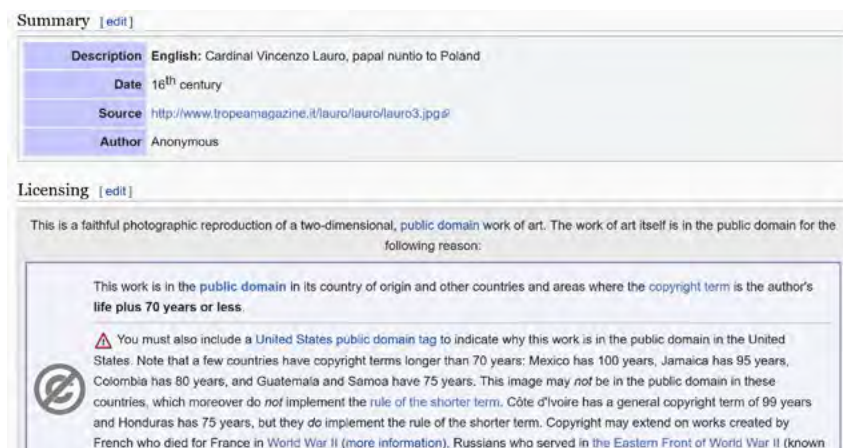 Summary [edit]
Description English: Cardinal Vincenzo Lauro, papal nuntio to Poland
Date 16th century
Source http://www.tropeamagazine.it/lauro/lauro/lauro3.jpg
Author Anonymous
Licensing [edit]
This is a faithful photographic reproduction of a two-dimensional, public domain work of art. The work of art itself is in the public domain for the
following reason:
This work is in the public domain in its country of origin and other countries and areas where the copyright term is the author's
life plus 70 years or less.
You must also include a United States public domain tag to indicate why this work is in the public domain in the United
States. Note that a few countries have copyright terms longer than 70 years: Mexico has 100 years, Jamaica has 95 years,
Colombia has 80 years, and Guatemala and Samoa have 75 years. This image may not be in the public domain in these
countries, which moreover do not implement the rule of the shorter term. Côte d'Ivoire has a general copyright term of 99 years
and Honduras has 75 years, but they do implement the rule of the shorter term. Copyright may extend on works created by
French who died for France in World War II (more information), Russians who served in the Eastern Front of World War II (known